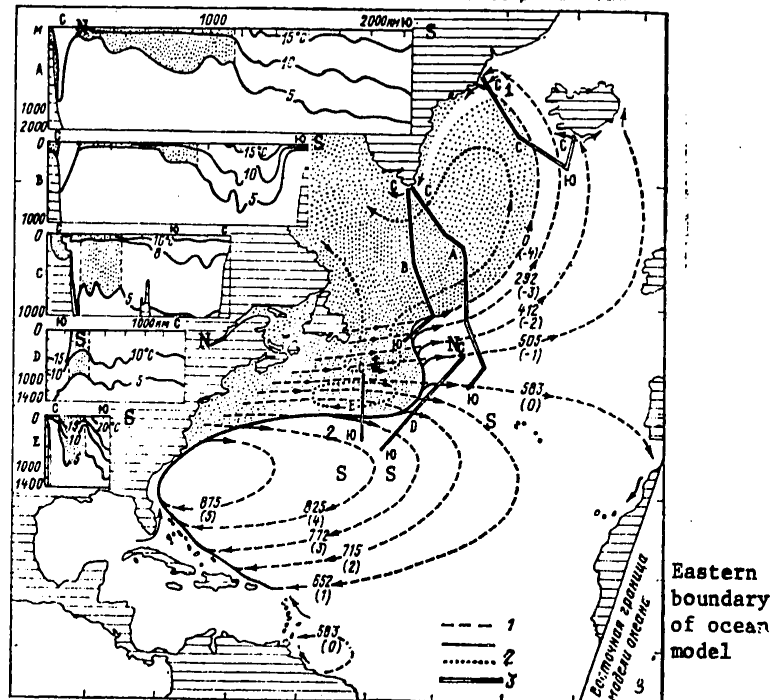 1000
2000 км Ю
S
С
N
М
15°C
10
5
А
1000
2000
С
Ю
S
0
15°C
10
5
В
1000
0
10°C
8
5
С
1000
1000 км
С
0
S
N
15
10°C
10
5
D
1000
1400
0
С
Ю
S
15
20°C
10
5
Е
1000
1400
С 1
С
Ю
С
С
А
В
0
(-4)
292
(-3)
412
(-2)
505
(-1)
583
(0)
N
Ю
Ю
Е
D
S
2
Ю
Ю
S
S
875
(5)
825
(4)
772
(3)
715
(2)
652
(1)
583
(0)
1
2
3
Восточная граница
модели океана
Eastern
boundary
of ocean
model